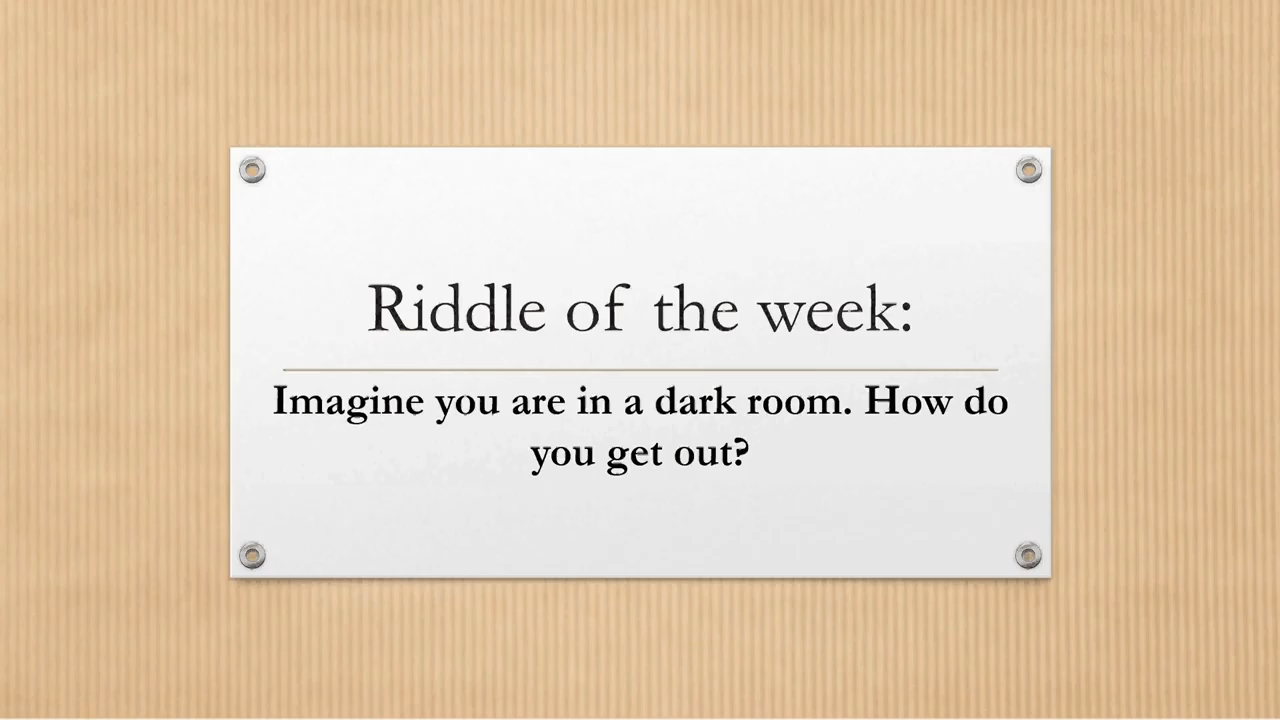 Riddle of the week:
Imagine you are in a dark room. How do
you get out?